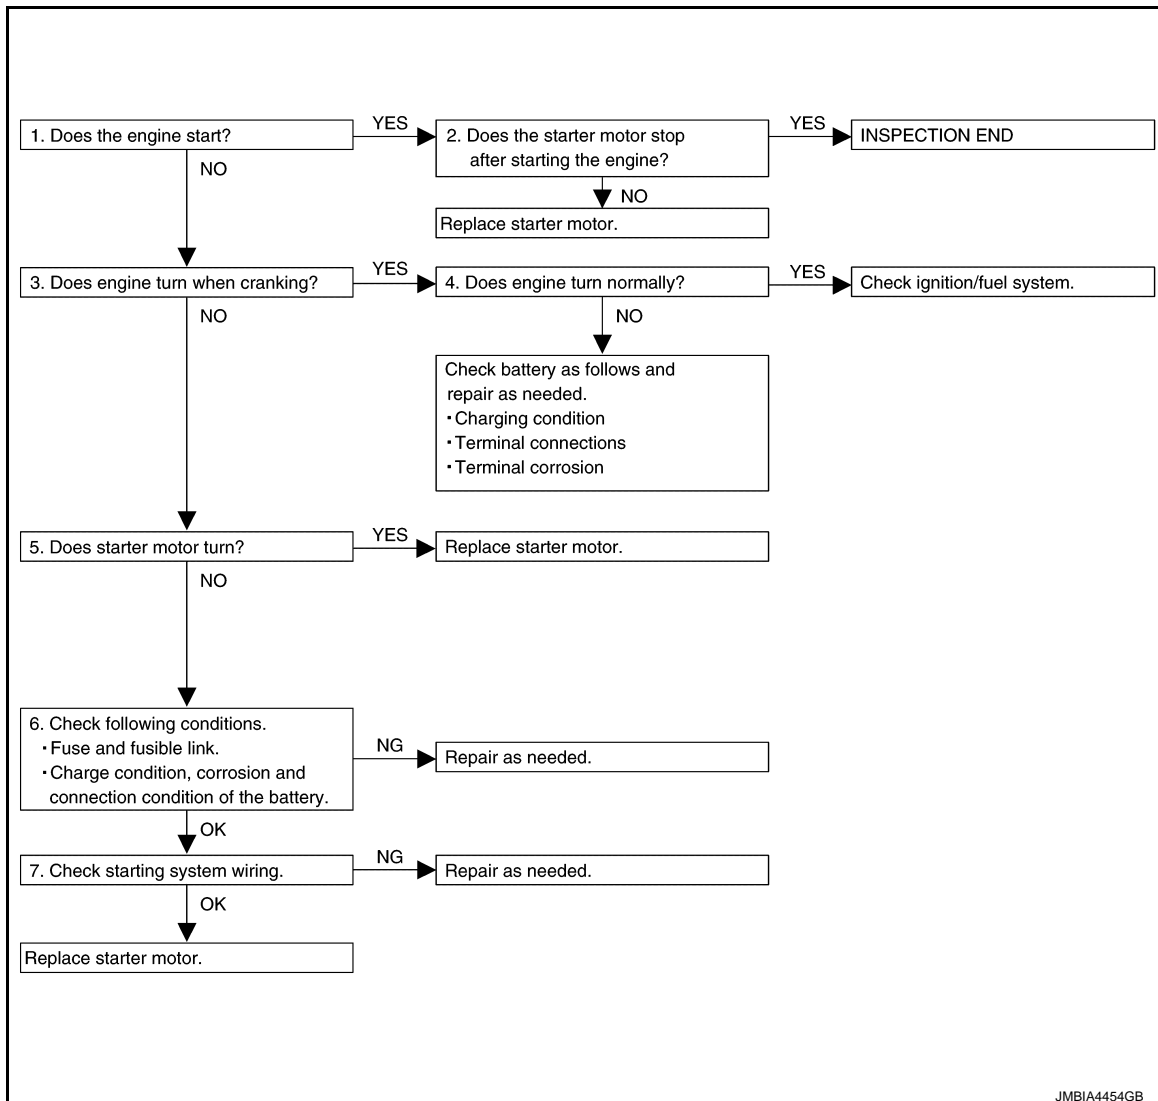 1. Does the engine start?
YES
2. Does the starter motor stop
after starting the engine?
YES
INSPECTION END
NO
NO
Replace starter motor.
3. Does engine turn when cranking?
YES
4. Does engine turn normally?
YES
Check ignition/fuel system.
NO
NO
Check battery as follows and
repair as needed.
・Charging condition
・Terminal connections
・Terminal corrosion
5. Does starter motor turn?
YES
Replace starter motor.
NO
6. Check following conditions.
・Fuse and fusible link.
・Charge condition, corrosion and
connection condition of the battery.
NG
Repair as needed.
OK
7. Check starting system wiring.
NG
Repair as needed.
OK
Replace starter motor.
JMBIA4454GB